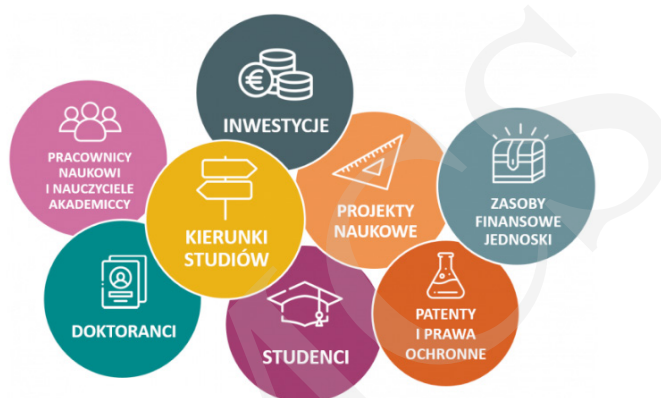 INWESTYCJE
PRACOWNICY
NAUKOWI
I NAUCZYCIELE
AKADEMICCY
KIERUNKI
STUDIÓW
PROJEKTY
NAUKOWE
ZASOBY
FINANSOWE
JEDNOSKI
DOKTORANCI
STUDENCI
PATENTY
I PRAWA
OCHRONNE